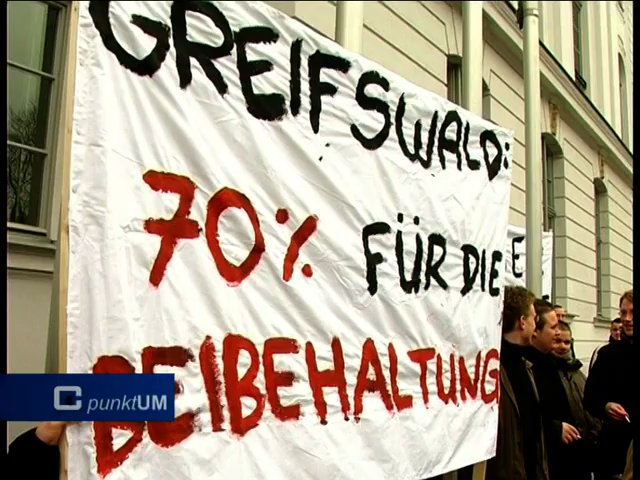 GREIFSWALD:
70% FÜR DIE
BEIBEHALTUNG
E
C punktUM